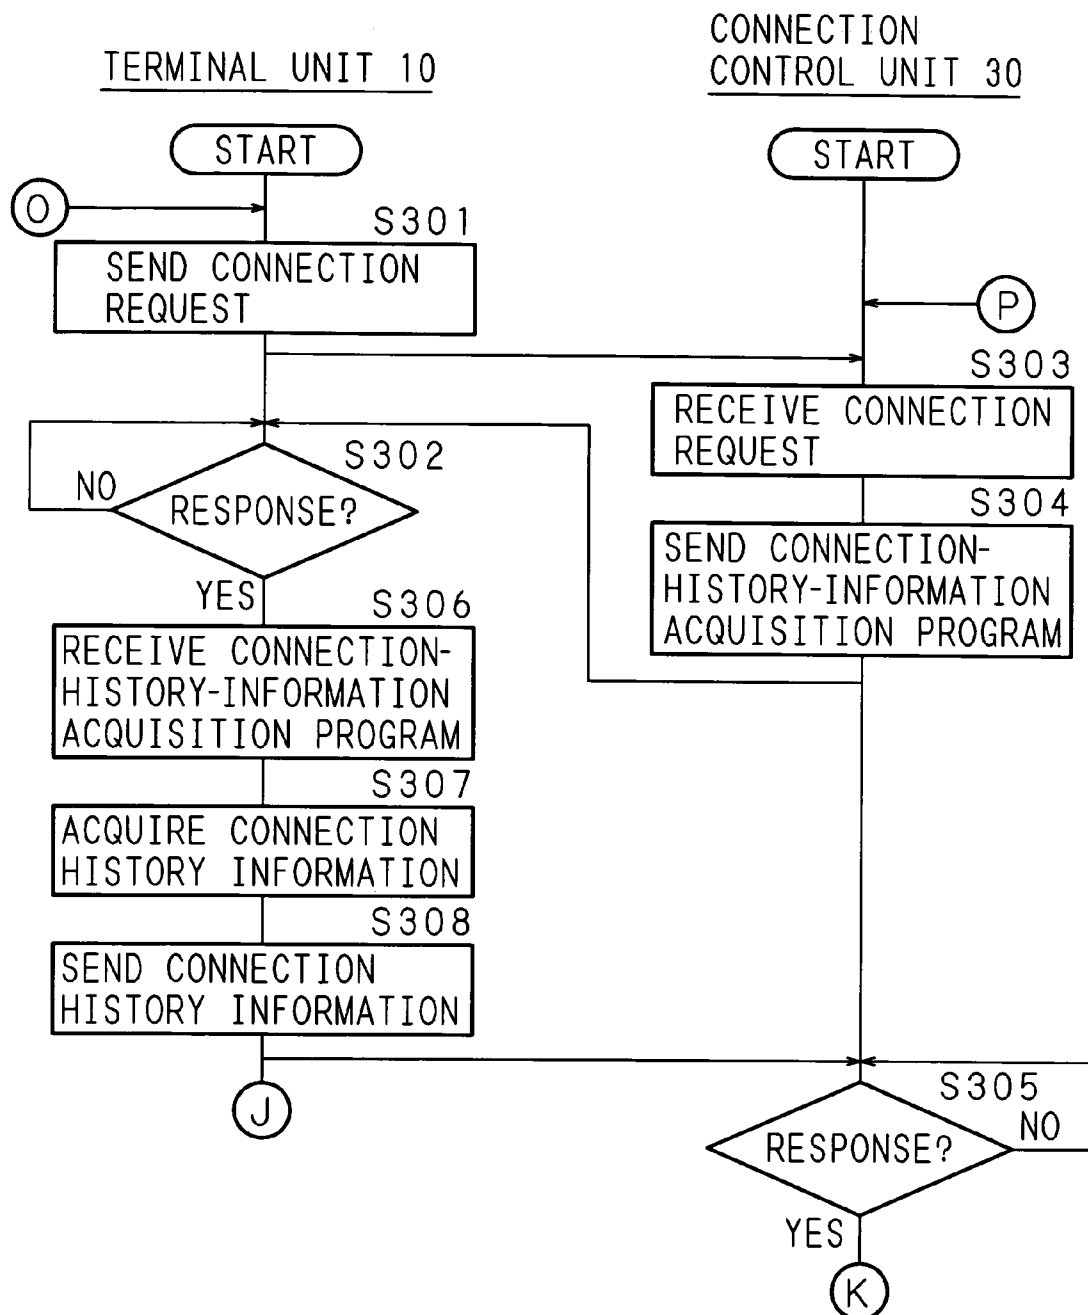 TERMINAL UNIT 10
START
O
S301
SEND CONNECTION
REQUEST
S302
NO
RESPONSE?
YES
S306
RECEIVE CONNECTION-
HISTORY-INFORMATION
ACQUISITION PROGRAM
S307
ACQUIRE CONNECTION
HISTORY INFORMATION
S308
SEND CONNECTION
HISTORY INFORMATION
J
CONNECTION
CONTROL UNIT 30
START
P
S303
RECEIVE CONNECTION
REQUEST
S304
SEND CONNECTION-
HISTORY-INFORMATION
ACQUISITION PROGRAM
S305
NO
RESPONSE?
YES
K